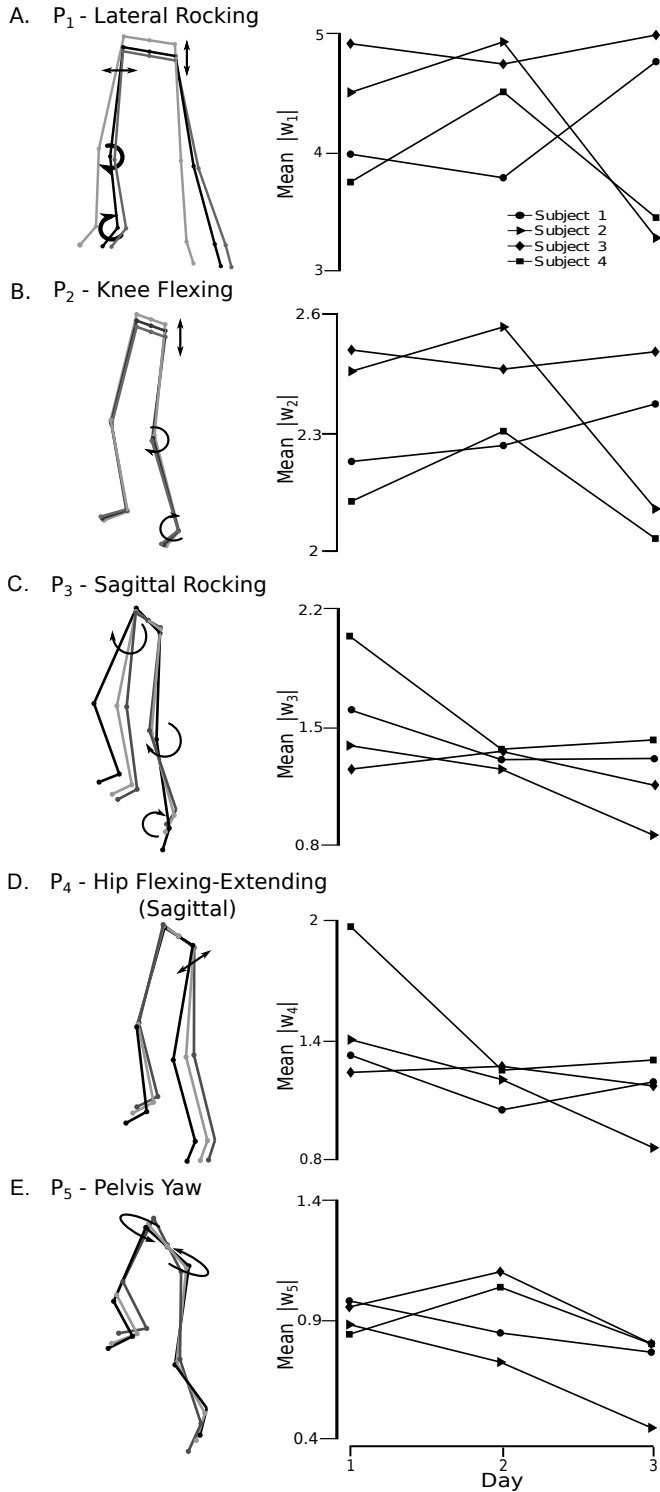 A. P1 - Lateral Rocking
Mean |w1|
5
4
3
Subject 1
Subject 2
Subject 3
Subject 4
B. P2 - Knee Flexing
Mean |w2|
2.6
2.3
2
C. P3 - Sagittal Rocking
Mean |w3|
2.2
1.5
0.8
D. P4 - Hip Flexing-Extending
(Sagittal)
Mean |w4|
2
1.4
0.8
E. P5 - Pelvis Yaw
Mean |w5|
1.4
0.9
0.4
1 2 3
Day